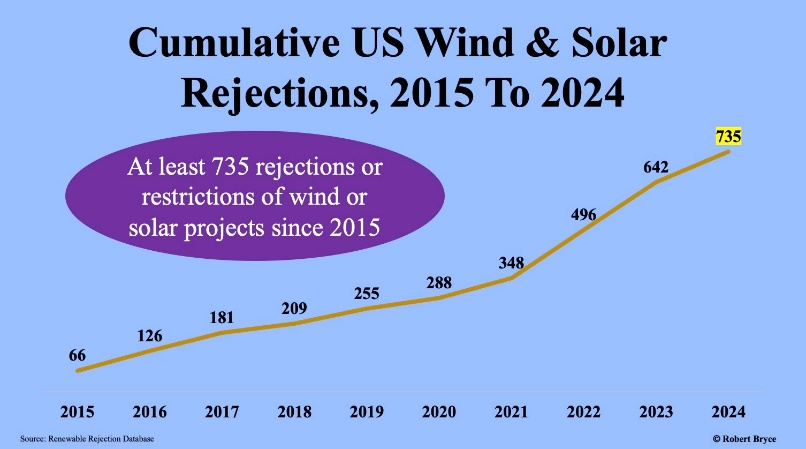 Cumulative US Wind & Solar
Rejections, 2015 To 2024
At least 735 rejections or
restrictions of wind or
solar projects since 2015
66
126
181
209
255
288
348
496
642
735
2015 2016 2017 2018 2019 2020 2021 2022 2023 2024
Source: Renewable Rejection Database
© Robert Bryce